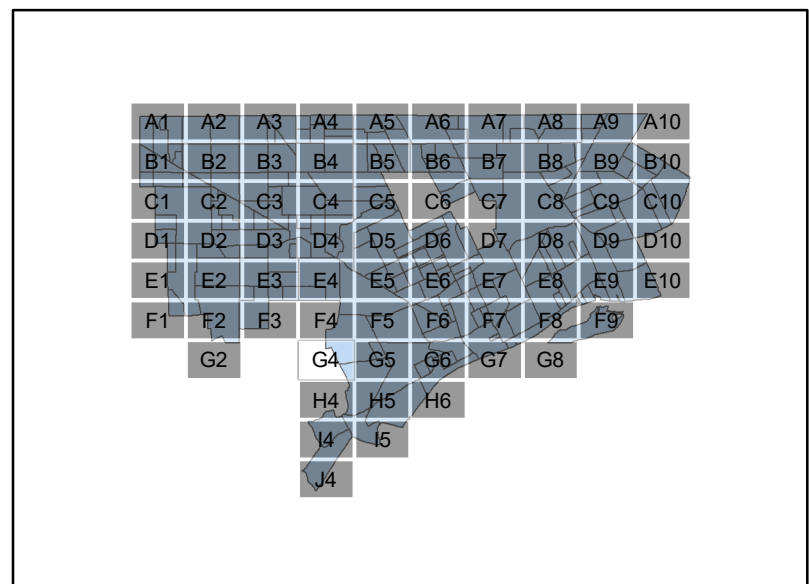 A1 A2 A3 A4 A5 A6 A7 A8 A9 A10
B1 B2 B3 B4 B5 B6 B7 B8 B9 B10
C1 C2 C3 C4 C5 C6 C7 C8 C9 C10
D1 D2 D3 D4 D5 D6 D7 D8 D9 D10
E1 E2 E3 E4 E5 E6 E7 E8 E9 E10
F1 F2 F3 F4 F5 F6 F7 F8 F9
G2 G4 G5 G6 G7 G8
H4 H5 H6
I4 I5
J4